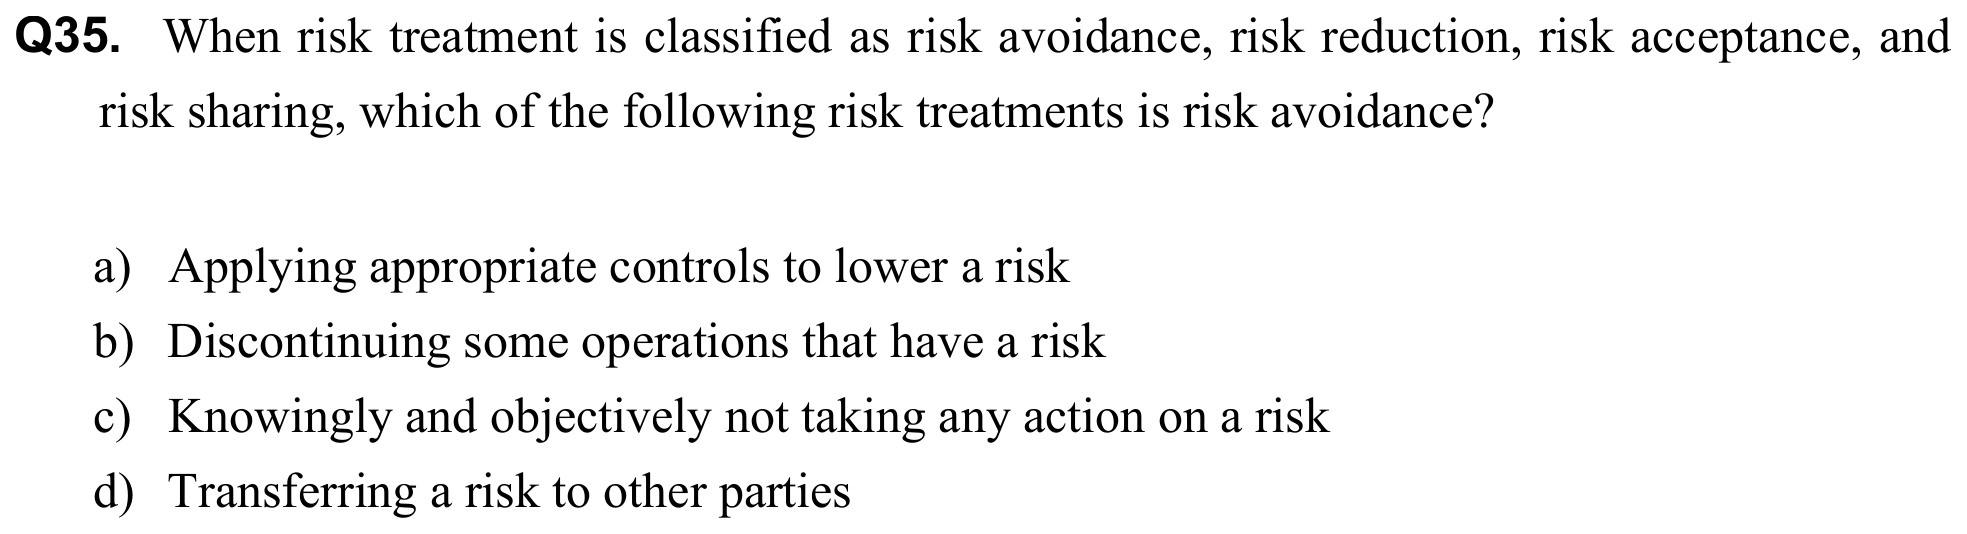 Q35. When risk treatment is classified as risk avoidance, risk reduction, risk acceptance, and
risk sharing, which of the following risk treatments is risk avoidance?
a) Applying appropriate controls to lower a risk
b) Discontinuing some operations that have a risk
c) Knowingly and objectively not taking any action on a risk
d) Transferring a risk to other parties